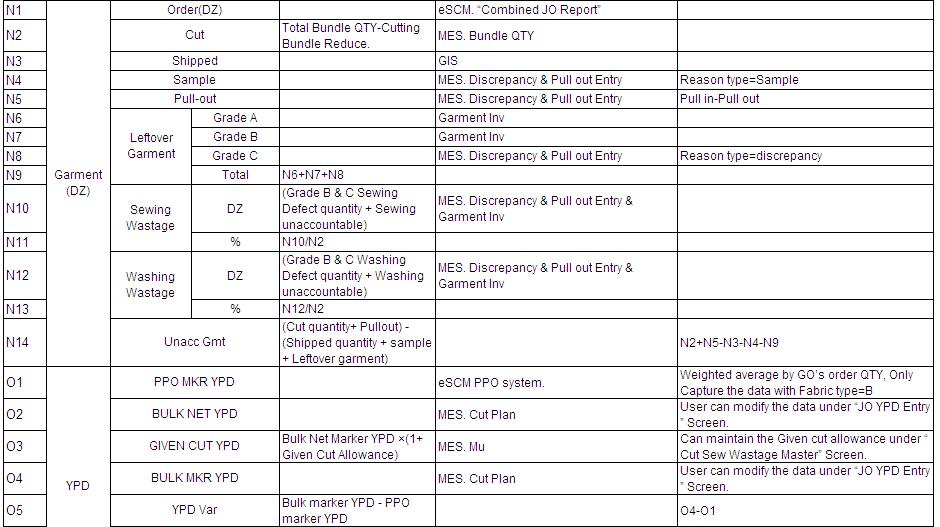 N1 Order(DZ) eSCM. “Combined JO Report”
N2 Cut Total Bundle QTY-Cutting Bundle Reduce. MES. Bundle QTY
N3 Shipped GIS
N4 Sample MES. Discrepancy & Pull out Entry Reason type=Sample
N5 Pull-out MES. Discrepancy & Pull out Entry Pull in-Pull out
Garment
(DZ)
Leftover
Garment
N6 Grade A Garment Inv
N7 Grade B Garment Inv
N8 Grade C MES. Discrepancy & Pull out Entry Reason type=discrepancy
N9 Total N6+N7+N8
Sewing
Wastage
N10 DZ (Grade B & C Sewing
Defect quantity + Sewing
unaccountable) MES. Discrepancy & Pull out Entry &
Garment Inv
N11 % N10/N2
Washing
Wastage
N12 DZ (Grade B & C Washing
Defect quantity + Washing
unaccountable) MES. Discrepancy & Pull out Entry &
Garment Inv
N13 % N12/N2
N14 Unacc Gmt (Cut quantity+ Pullout) -
(Shipped quantity + sample
+ Leftover garment) N2+N5-N3-N4-N9
YPD
O1 PPO MKR YPD eSCM PPO system. Weighted average by GO’s order QTY, Only
Capture the data with Fabric type=B
O2 BULK NET YPD MES. Cut Plan User can modify the data under “JO YPD Entry
” Screen.
O3 GIVEN CUT YPD Bulk Net Marker YPD ×(1+
Given Cut Allowance) MES. Mu Can maintain the Given cut allowance under “
Cut Sew Wastage Master” Screen.
O4 BULK MKR YPD MES. Cut Plan User can modify the data under “JO YPD Entry
” Screen.
O5 YPD Var Bulk marker YPD - PPO
marker YPD O4-O1